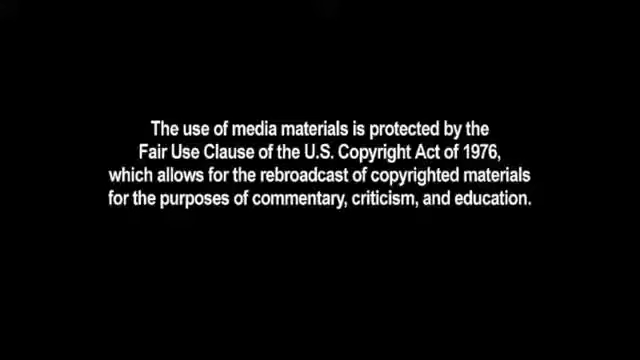 The use of media materials is protected by the
Fair Use Clause of the U.S. Copyright Act of 1976,
which allows for the rebroadcast of copyrighted materials
for the purposes of commentary, criticism, and education.